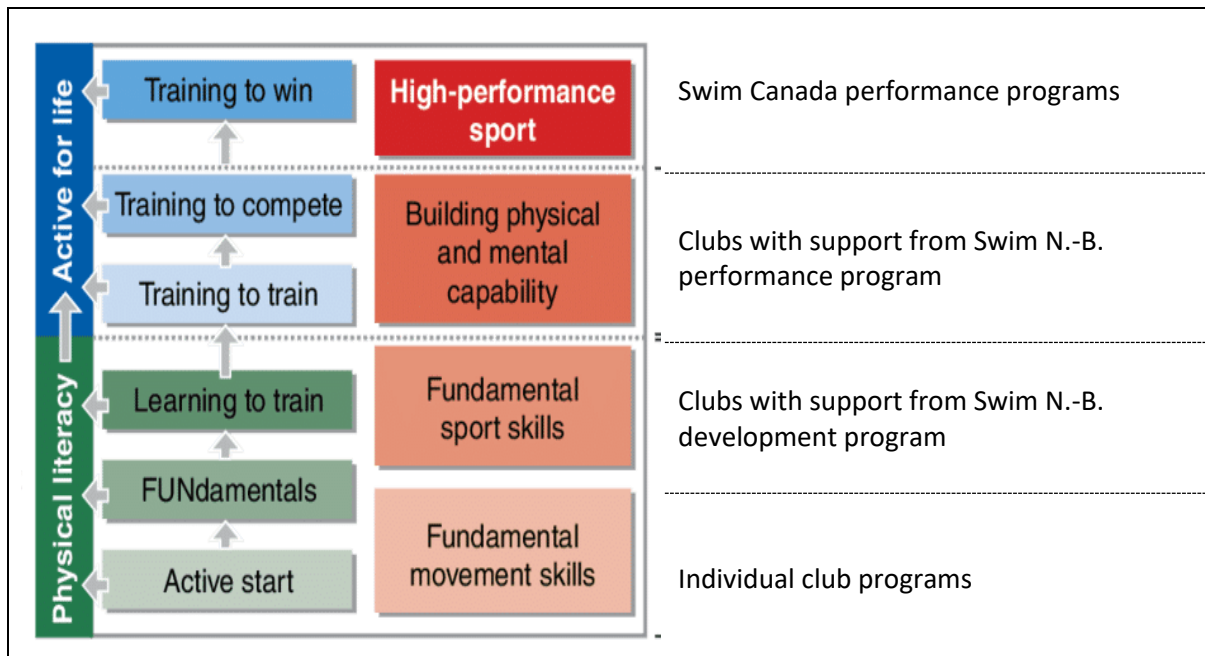 Active for life
Physical literacy
Training to win
High-performance
sport
Swim Canada performance programs
Training to compete
Training to train
Building physical
and mental
capability
Clubs with support from Swim N.-B.
performance program
Learning to train
Fundamental
sport skills
Clubs with support from Swim N.-B.
development program
FUNdamentals
Active start
Fundamental
movement skills
Individual club programs